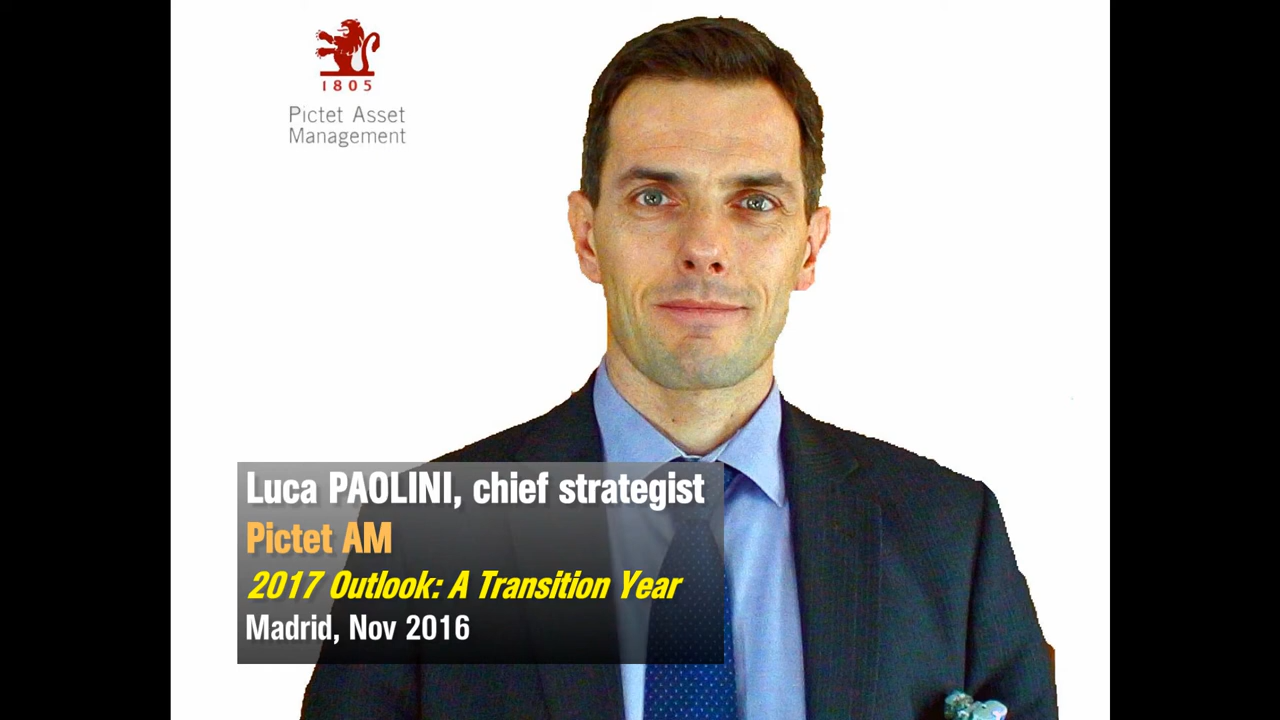 1805
Pictet Asset
Management
Luca PAOLINI, chief strategist
Pictet AM
2017 Outlook: A Transition Year
Madrid, Nov 2016